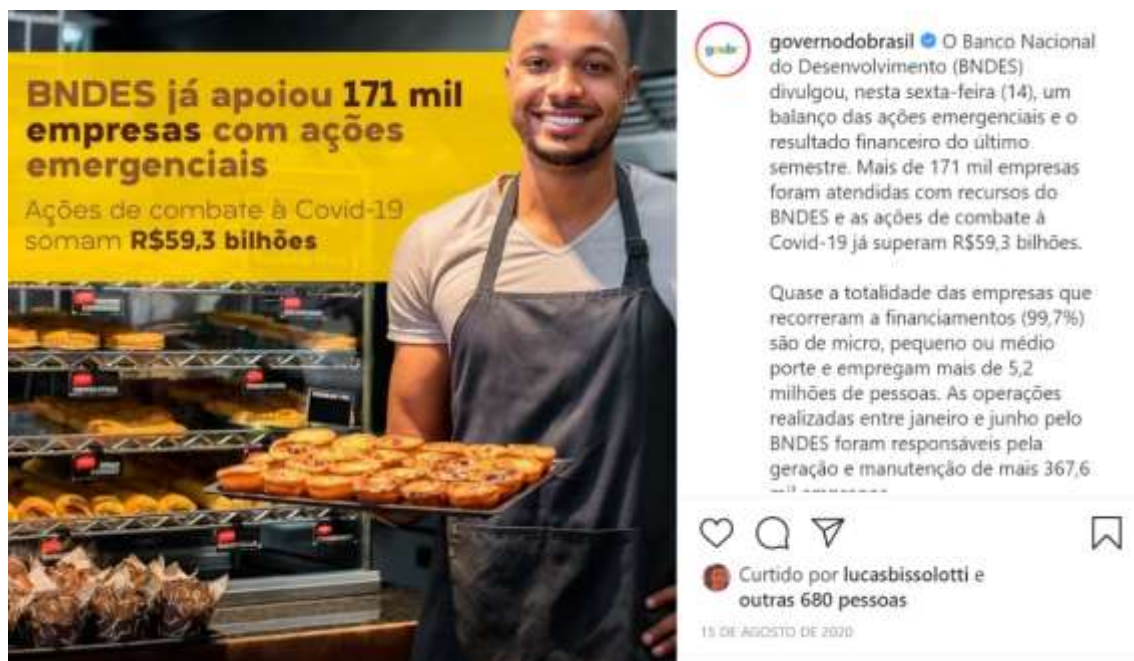 BNDES já apoiou 171 mil
empresas com ações
emergenciais
Ações de combate à Covid-19
somam R$59,3 bilhões
governodobrasil O Banco Nacional
do Desenvolvimento (BNDES)
divulgou, nesta sexta-feira (14), um
balanço das ações emergenciais e o
resultado financeiro do último
semestre. Mais de 171 mil empresas
foram atendidas com recursos do
BNDES e as ações de combate à
Covid-19 já superam R$59,3 bilhões.
Quase a totalidade das empresas que
recorreram a financiamentos (99,7%)
são de micro, pequeno ou médio
porte e empregam mais de 5,2
milhões de pessoas. As operações
realizadas entre janeiro e junho pelo
BNDES foram responsáveis pela
geração e manutenção de mais 367,6
Curtido por lucasbissolotti e
outras 680 pessoas
15 DE AGOSTO DE 2020